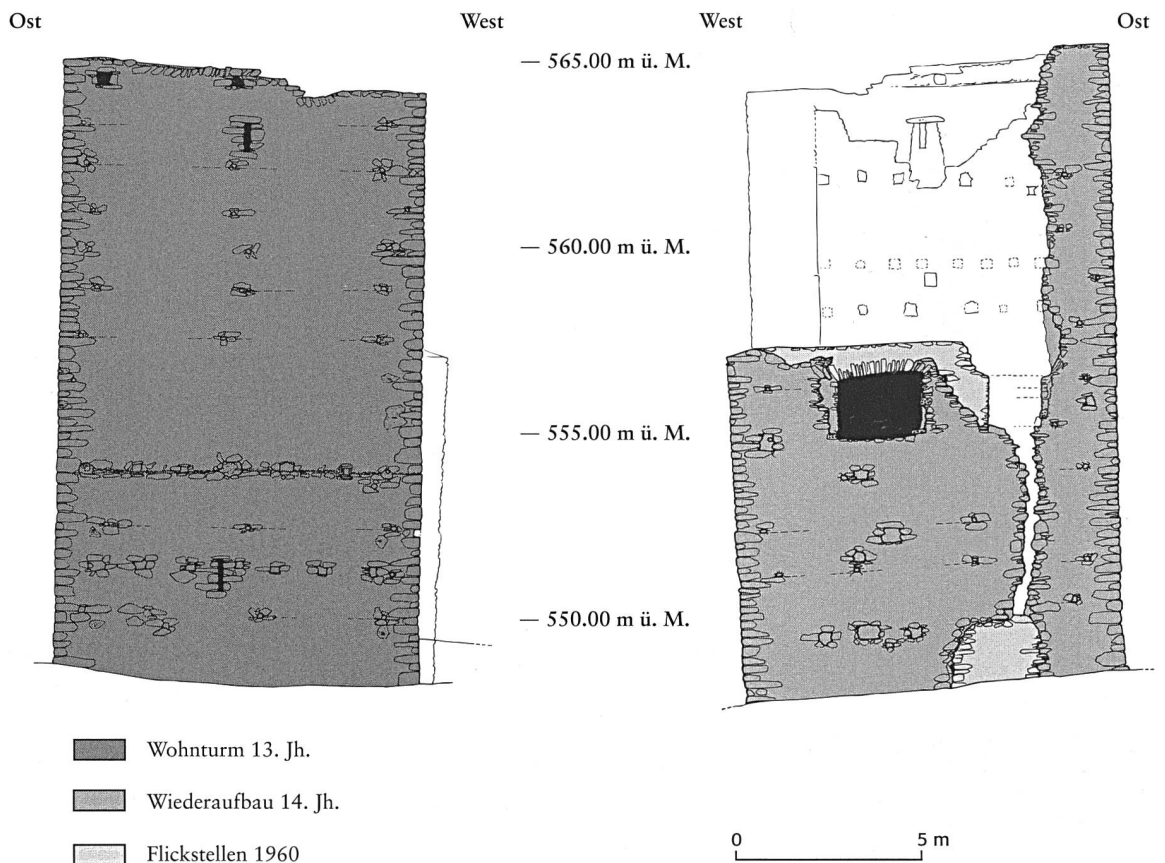 Ost West West Ost
— 565.00 m ü. M.
— 560.00 m ü. M.
— 555.00 m ü. M.
— 550.00 m ü. M.
Wohnturm 13. Jh.
Wiederaufbau 14. Jh.
Flickstellen 1960
0 5 m